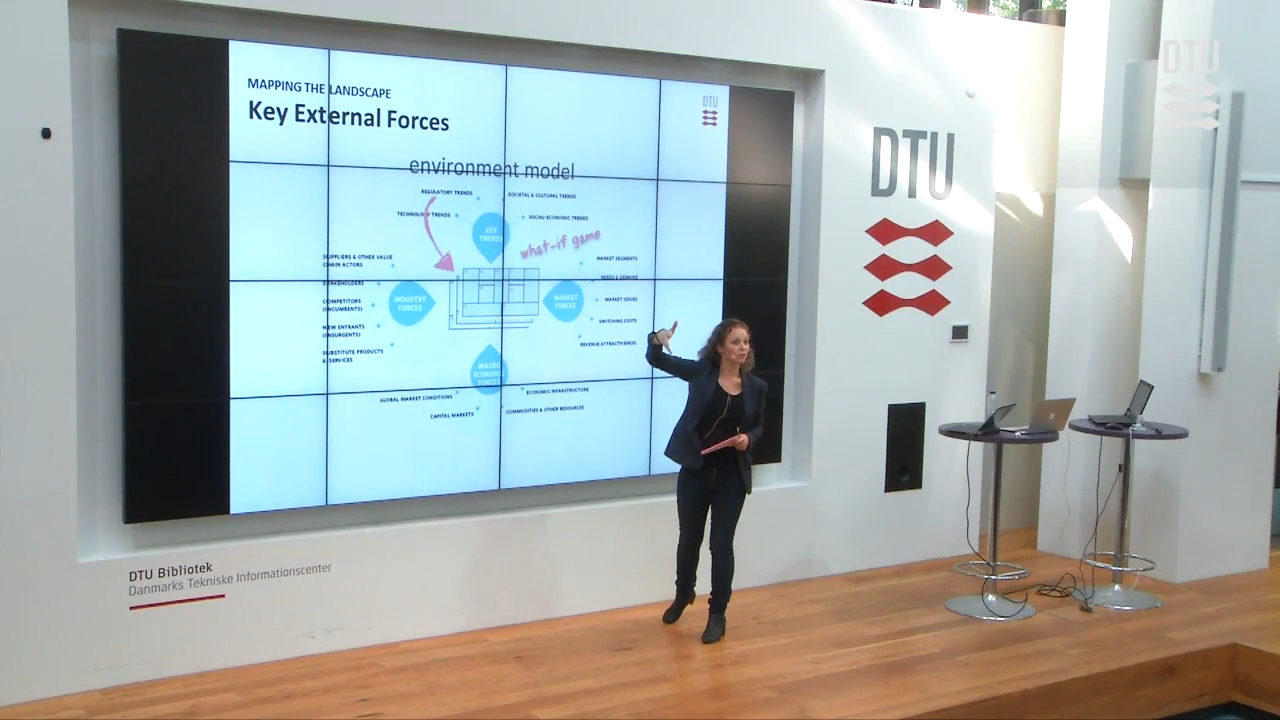 MAPPING THE LANDSCAPE
Key External Forces
DTU
environment model
REGULATORY TRENDS
SOCIETAL & CULTURAL TRENDS
TECHNOLOGY TRENDS
SOCIAL-ECONOMIC TRENDS
KEY
TRENDS
what-if game
SUPPLIERS & OTHER VALUE
CHAIN ACTORS
STAKEHOLDERS
COMPETITORS
(INCUMBENTS)
NEW ENTRANTS
(INSURGENTS)
SUBSTITUTE PRODUCTS
& SERVICES
INDUSTRY
FORCES
MARKET
FORCES
MARKET SEGMENTS
NEEDS & DEMAND
MARKET ISSUES
SWITCHING COSTS
REVENUE ATTRACTIVENESS
MACRO
ECONOMIC
FORCES
GLOBAL MARKET CONDITIONS
CAPITAL MARKETS
ECONOMIC INFRASTRUCTURE
COMMODITIES & OTHER RESOURCES
DTU
DTU
DTU Bibliotek
Danmarks Tekniske Informationscenter